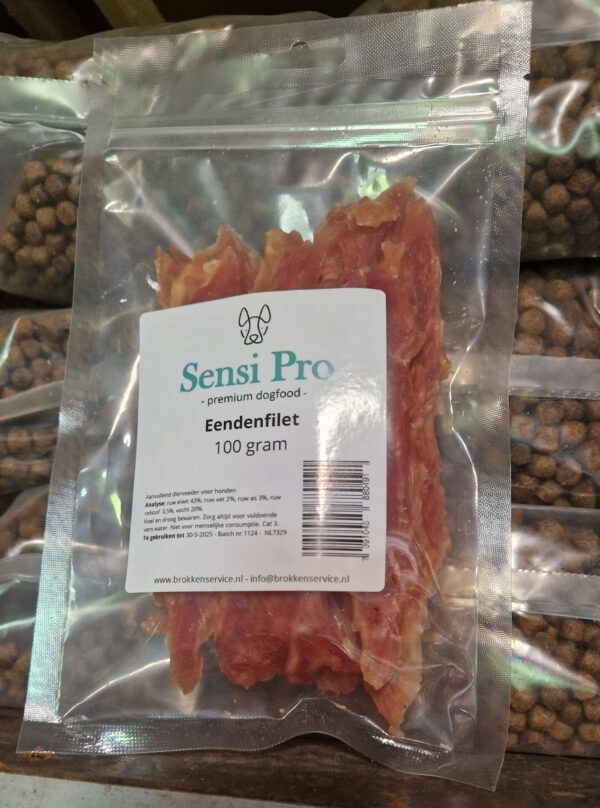 Sensi Pro
- premium dogfood -
Eendenfilet
100 gram
Aanvullend diervoeder voor honden
Analyse: ruw eiwit 43%, ruw vet 2%, ruw as 3%, ruw
celstof 0,5%, vocht 20%.
Koel en droog bewaren. Zorg altijd voor voldoende
vers water. Niet voor menselijke consumptie. Cat 3.
Te gebruiken tot 30-5-2025 - Batch nr 1124 - NL7329
www.brokkenservice.nl - info@brokkenservice.nl